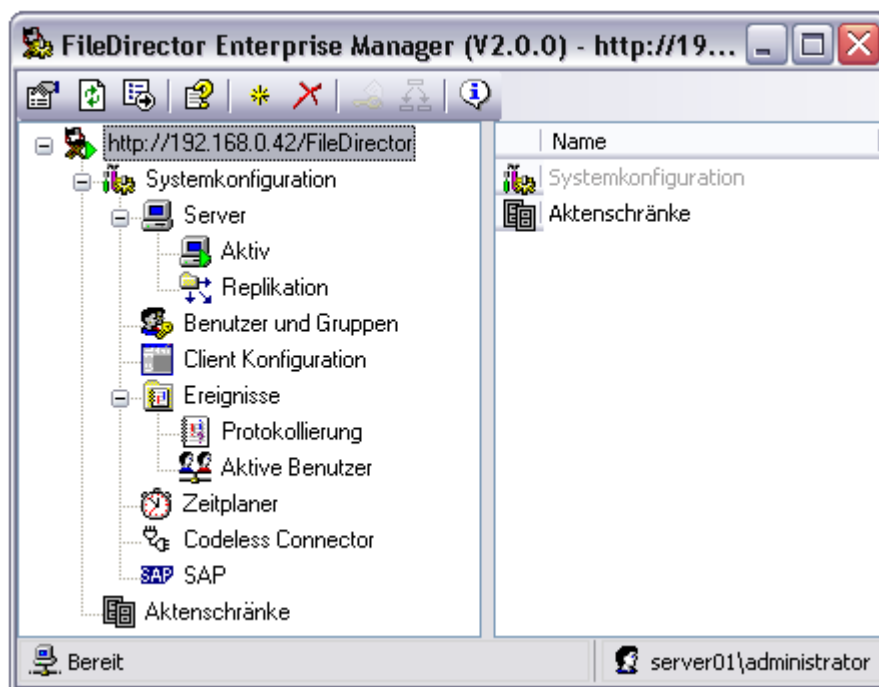 FileDirector Enterprise Manager (V2.0.0) - http://19...
http://192.168.0.42/FileDirector
Systemkonfiguration
Server
Aktiv
Replikation
Benutzer und Gruppen
Client Konfiguration
Ereignisse
Protokollierung
Aktive Benutzer
Zeitplaner
Codeless Connector
SAP SAP
Aktenschränke
Name
Systemkonfiguration
Aktenschränke
Bereit
server01\administrator